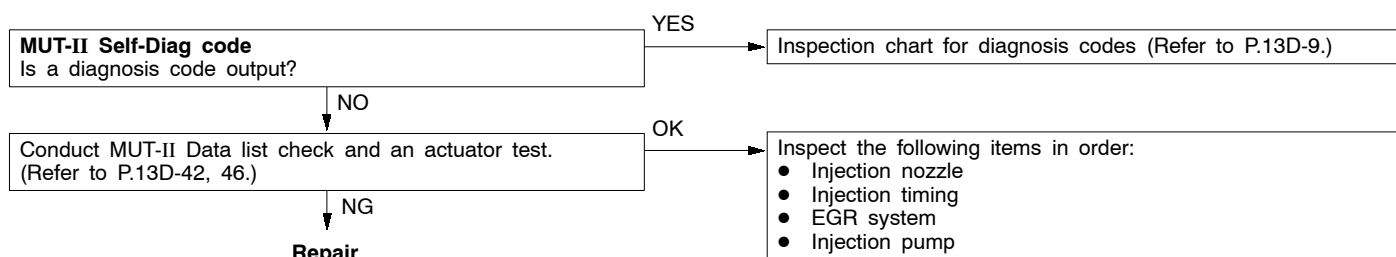 YES
MUT-II Self-Diag code
Is a diagnosis code output?
Inspection chart for diagnosis codes (Refer to P.13D-9.)
NO
OK
Conduct MUT-II Data list check and an actuator test.
(Refer to P.13D-42, 46.)
Inspect the following items in order:
● Injection nozzle
● Injection timing
● EGR system
● Injection pump
NG
Repair